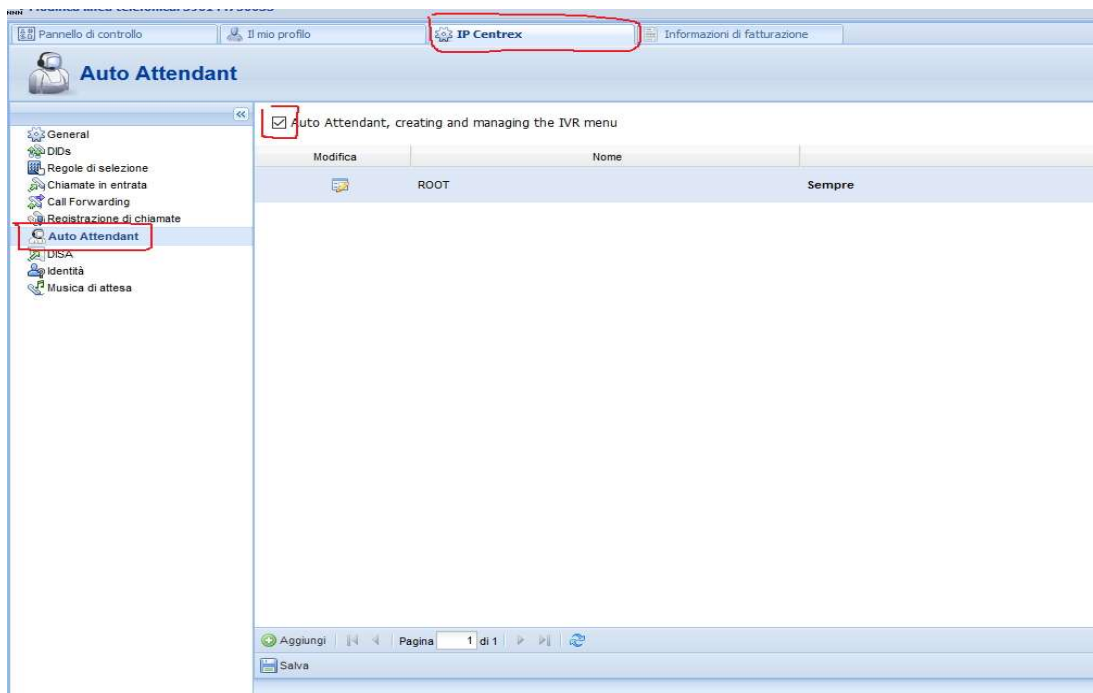 Pannello di controllo
Il mio profilo
IP Centrex
Informazioni di fatturazione
Auto Attendant
General
DIDs
Regole di selezione
Chiamate in entrata
Call Forwarding
Registrazione di chiamate
Auto Attendant
DISA
Identità
Musica di attesa
Auto Attendant, creating and managing the IVR menu
Modifica Nome
ROOT Sempre
Aggiungi Pagina 1 di 1
Salva